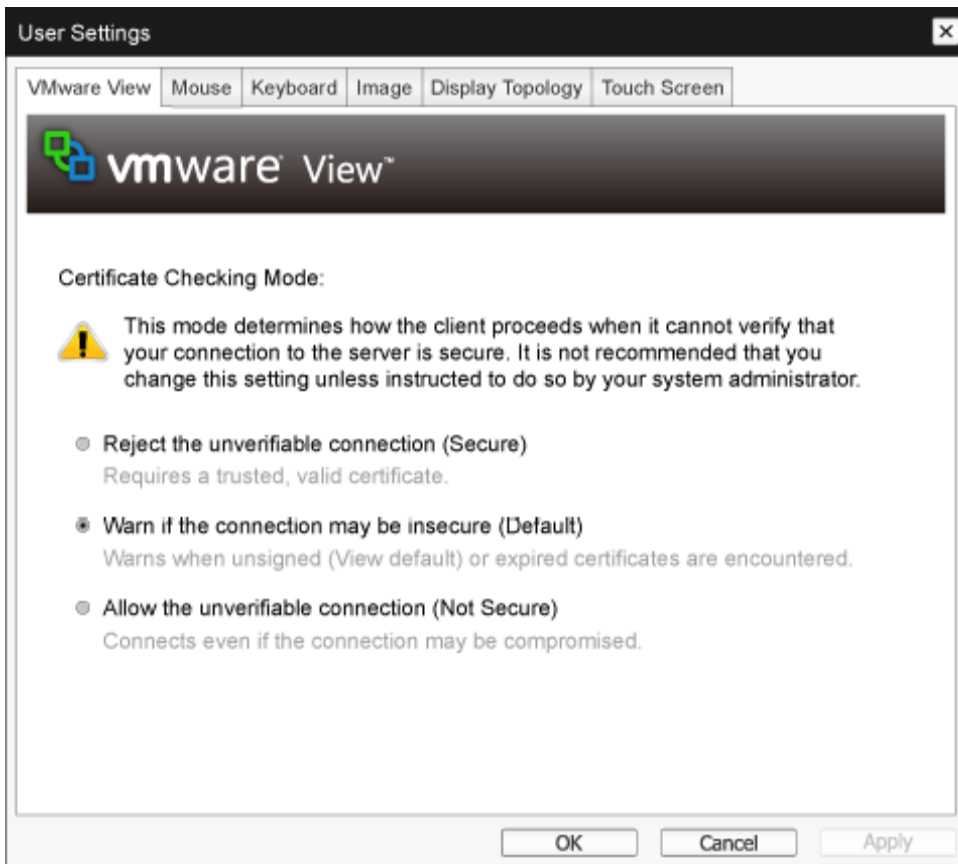 User Settings
VMware View Mouse Keyboard Image Display Topology Touch Screen
vmware View™
Certificate Checking Mode:
This mode determines how the client proceeds when it cannot verify that
your connection to the server is secure. It is not recommended that you
change this setting unless instructed to do so by your system administrator.
Reject the unverifiable connection (Secure)
Requires a trusted, valid certificate.
Warn if the connection may be insecure (Default)
Warns when unsigned (View default) or expired certificates are encountered.
Allow the unverifiable connection (Not Secure)
Connects even if the connection may be compromised.
OK Cancel Apply